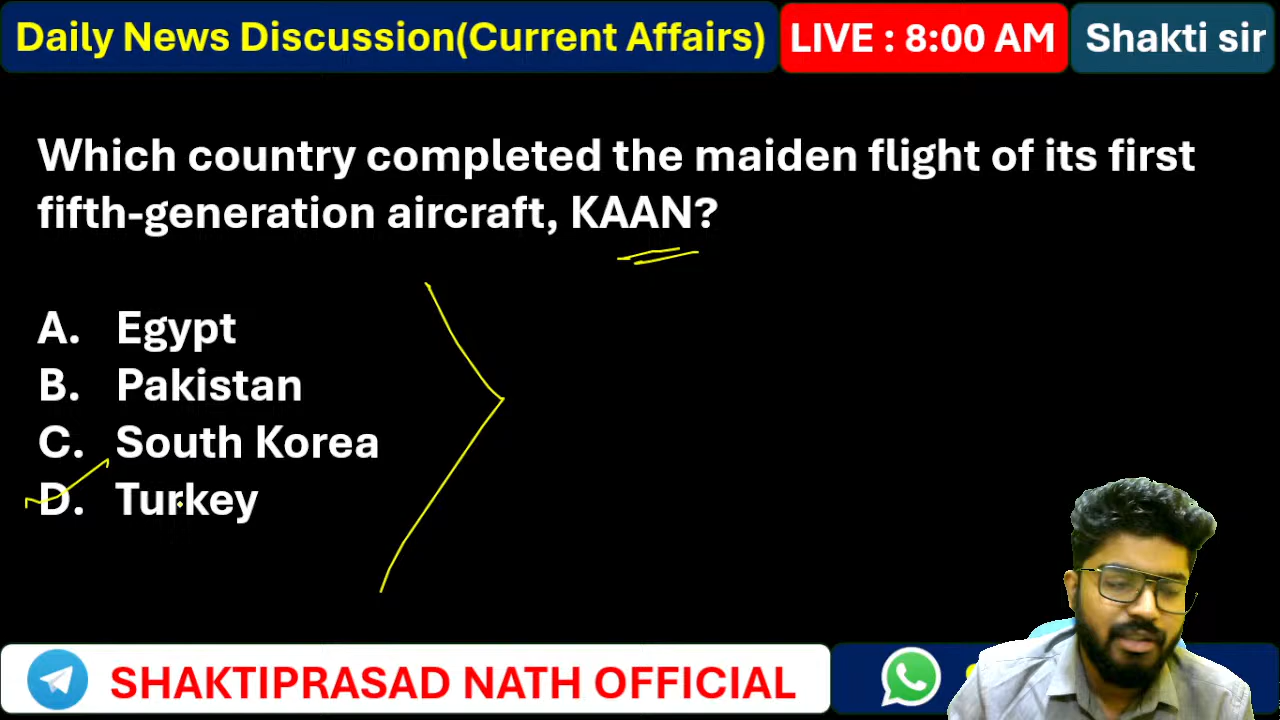 Daily News Discussion(Current Affairs)
LIVE : 8:00 AM
Shakti sir
Which country completed the maiden flight of its first
fifth-generation aircraft, KAAN?
A. Egypt
B. Pakistan
C. South Korea
D. Turkey
SHAKTIPRASAD NATH OFFICIAL